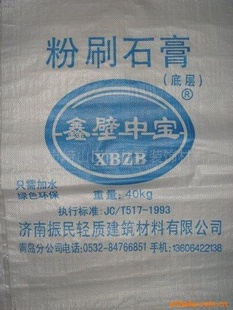 粉刷石膏
(底层)
®
鑫壁中宝
XBZB
只需加水
绿色环保
重量:40kg
执行标准:JC/T517-1993
济南振民轻质建筑材料有限公司
青岛分公司电话:0532-84766851 手机:13606422138